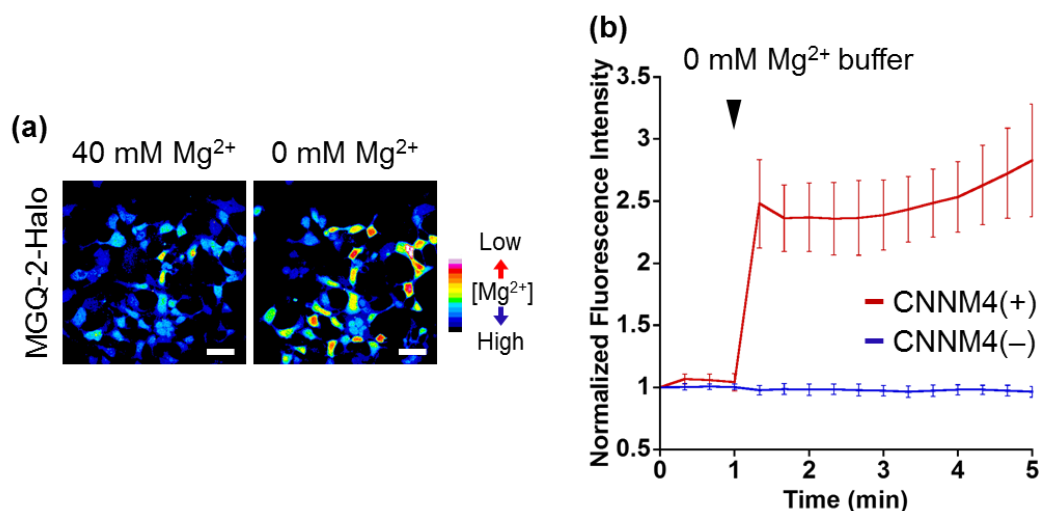 (a)
40 mM Mg²⁺ 0 mM Mg²⁺
MGQ-2-Halo
Low
[Mg²⁺]
High
(b)
0 mM Mg²⁺ buffer
Normalized Fluorescence Intensity
3.5
3
2.5
2
1.5
1
0.5
CNNM4(+)
CNNM4(–)
0 1 2 3 4 5
Time (min)